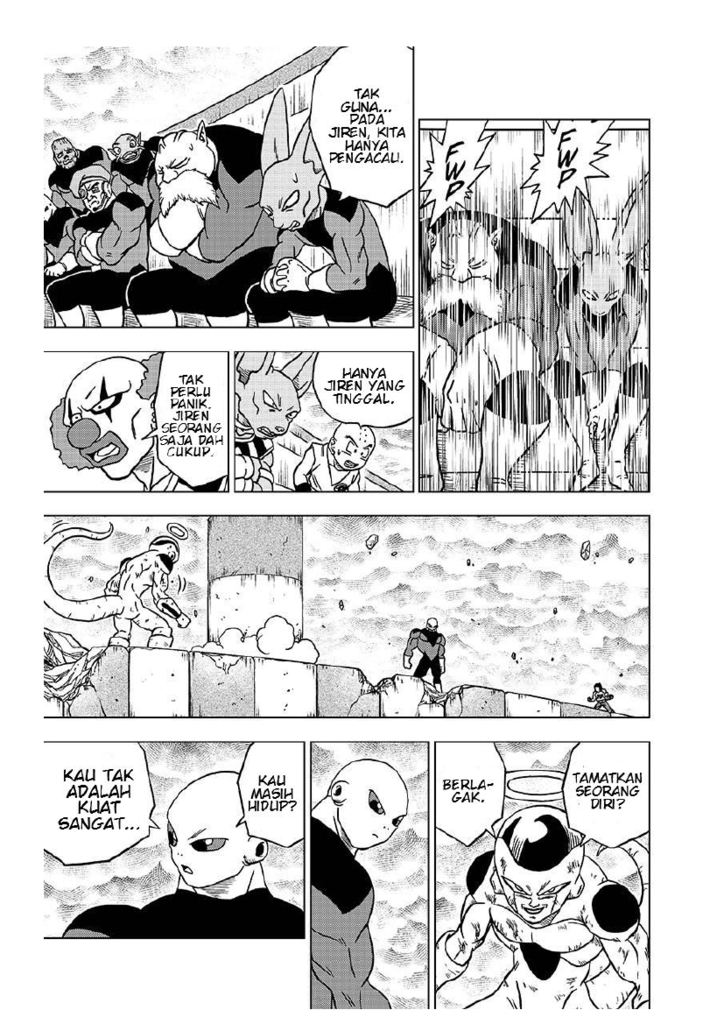 FWP
FWP
TAK
GUNA...
PADA
JIREN, KITA
HANYA
PENGACAU.
HANYA
JIREN YANG
TINGGAL.
TAK
PERLU
PANIK.
JIREN
SEORANG
SAJA DAH
CUKUP.
TAMATKAN
SEORANG
DIRI?
BERLA-
GAK.
KAU
MASIH
HIDUP?
KAU TAK
ADALAH
KUAT
SANGAT...